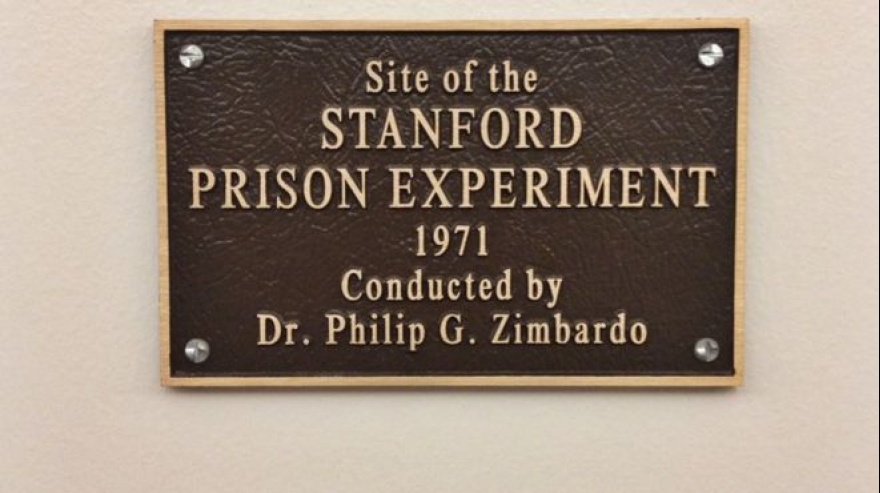 Site of the
STANFORD
PRISON EXPERIMENT
1971
Conducted by
Dr. Philip G. Zimbardo